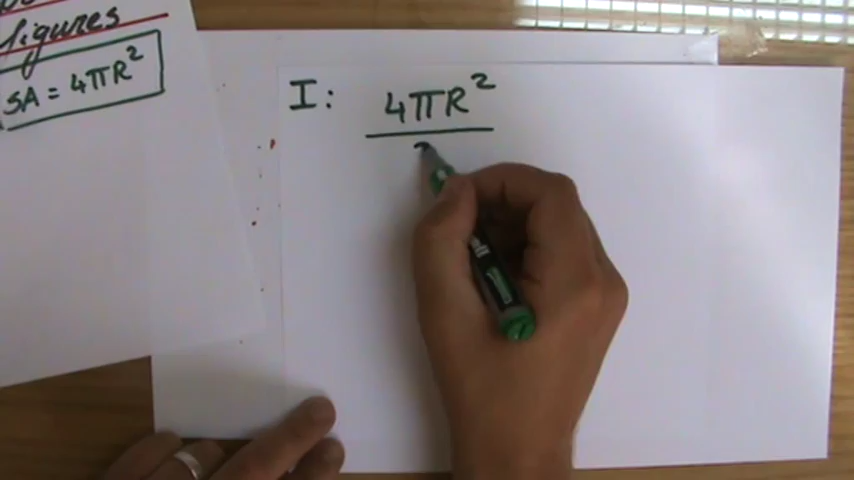 figures
SA = 4πR²
I: 4πR²